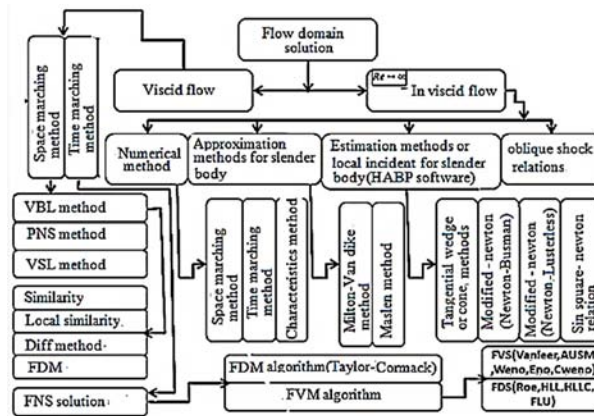 Flow domain
solution
Viscid flow
Re → ∞
In viscid flow
Space marching
method
Time marching
method
Numerical
method
Approximation
methods for slender
body
Estimation methods or
local incident for slender
body(HABP software)
oblique shock
relations
VBL method
PNS method
VSL method
Similarity
Local similarity
Diff method
FDM
FNS solution
Space marching
method
Time marching
method
Characteristics method
Milton-Van dike
method
Maslen method
Tangential wedge
or cone, methods
Modified - newton
(Newton-Busman)
Modified - newton
(Newton-Lusterless)
Sin square- newton
relation
FDM algorithm(Taylor-Cormack)
FVM algorithm
FVS(Vanleer,AUSM
,Weno,Eno,Cweno)
FDS(Roe,HLL,HLLC,
FLU)